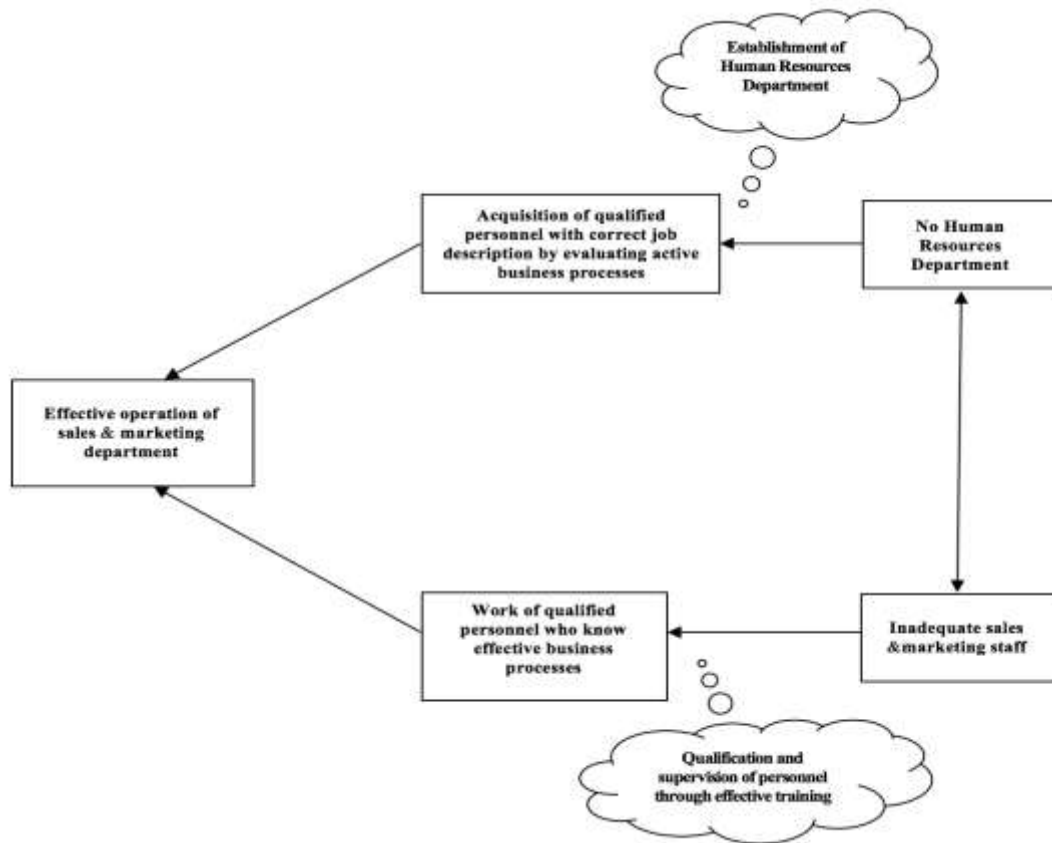 Establishment of
Human Resources
Department
Acquisition of qualified
personnel with correct job
description by evaluating active
business processes
No Human
Resources
Department
Effective operation of
sales & marketing
department
Work of qualified
personnel who know
effective business
processes
Inadequate sales
&marketing staff
Qualification and
supervision of personnel
through effective training